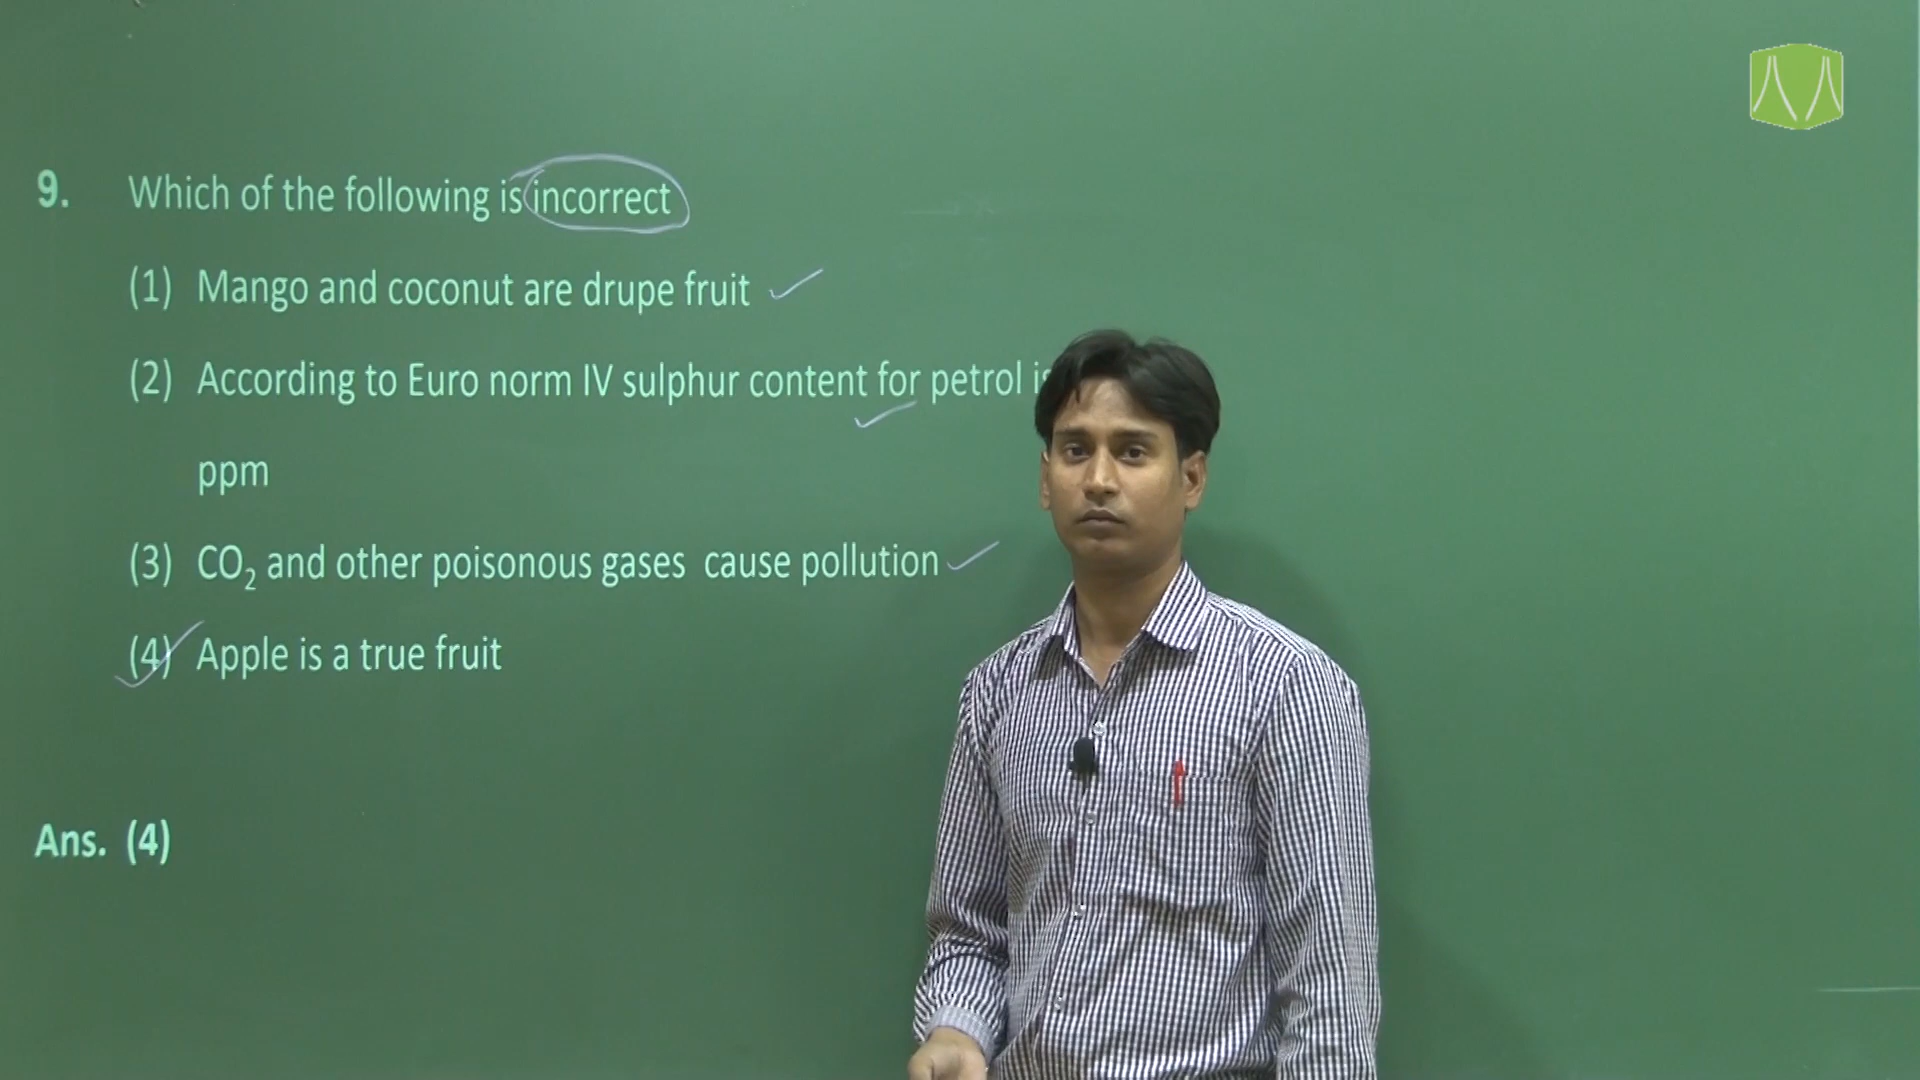 9. Which of the following is incorrect
(1) Mango and coconut are drupe fruit
(2) According to Euro norm IV sulphur content for petrol is
ppm
(3) CO₂ and other poisonous gases cause pollution
(4) Apple is a true fruit
Ans. (4)